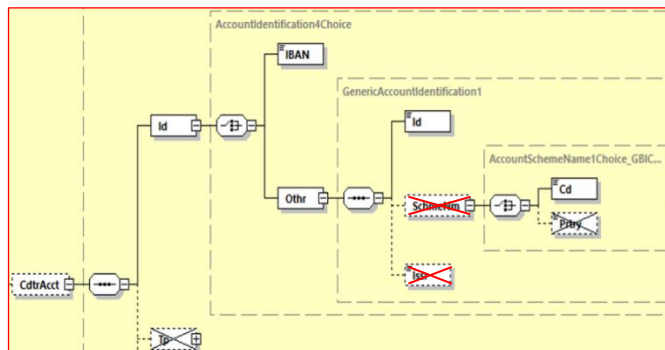 AccountIdentification4Choice
IBAN
GenericAccountIdentification1
Id
Id
AccountSchemeName1Choice_GBIC...
Cd
Othr
SchmeNm
Prtry
Issr
CdtrAcct
Tp